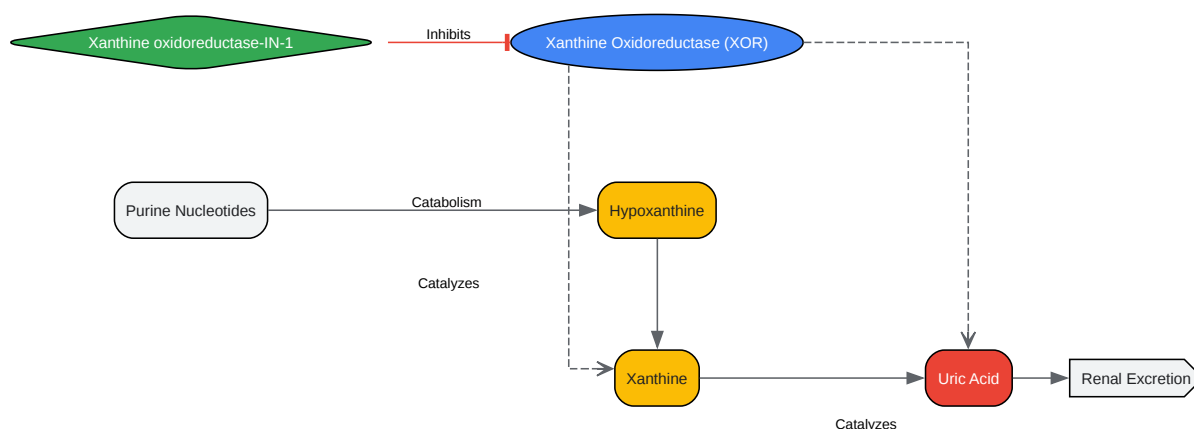 Xanthine oxidoreductase-IN-1
Inhibits
Xanthine Oxidoreductase (XOR)
Purine Nucleotides
Catabolism
Hypoxanthine
Catalyzes
Xanthine
Uric Acid
Renal Excretion
Catalyzes